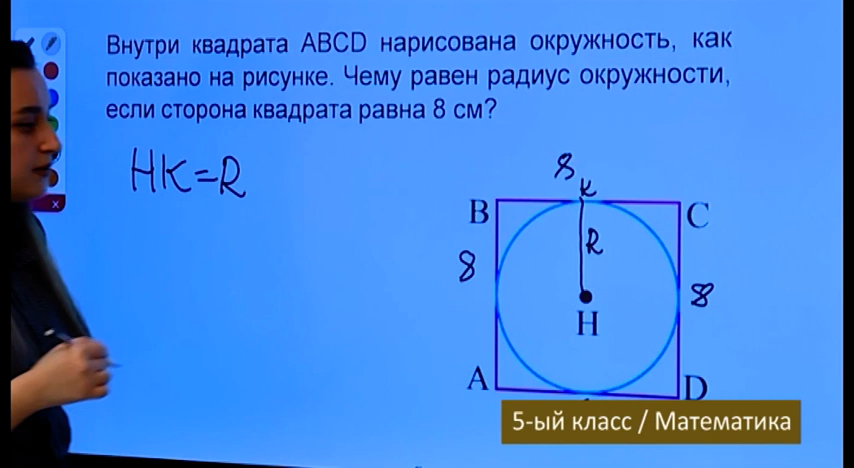 Внутри квадрата ABCD нарисована окружность, как
показано на рисунке. Чему равен радиус окружности,
если сторона квадрата равна 8 см?
HK=R
8
K
B
C
R
8
8
H
A
D
5-ый класс / Математика